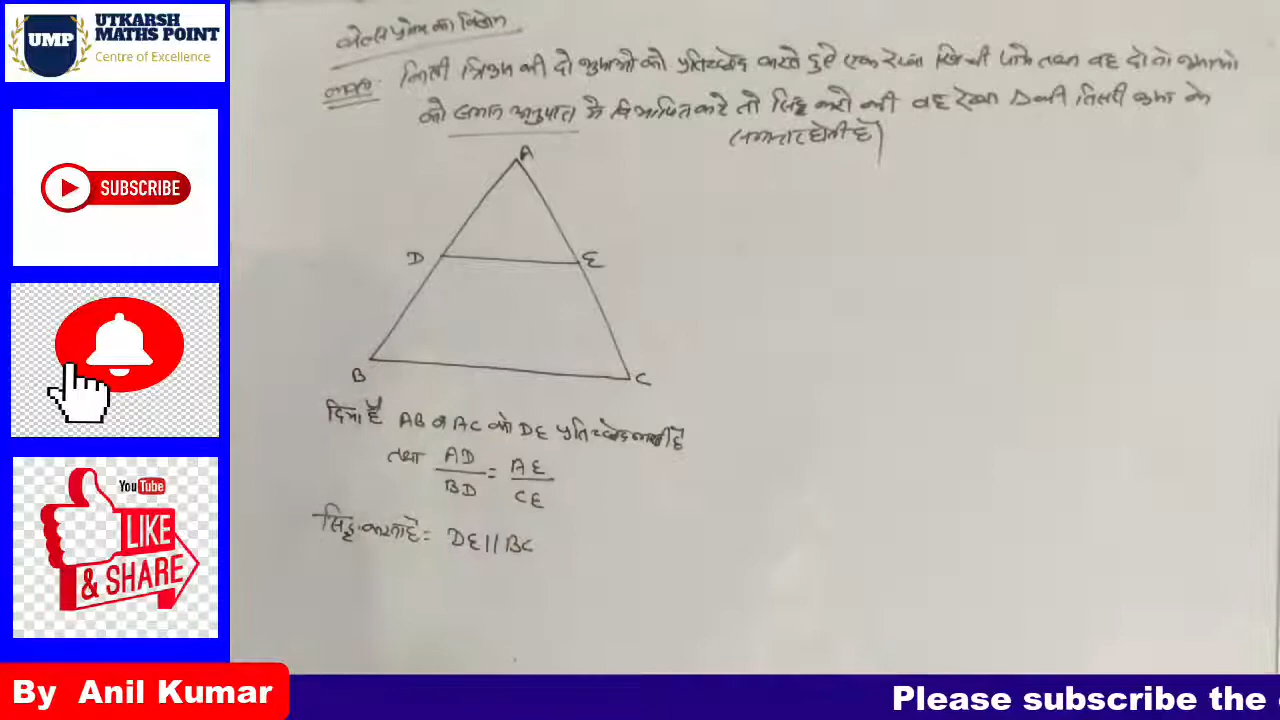 UTKARSH
MATHS POINT
UMP
Centre of Excellence
SUBSCRIBE
You Tube
LIKE
& SHARE
थेल्स प्रमेय का विलोम
किसी त्रिभुज की दो भुजाओं को प्रतिच्छेद करते हुए एक रेखा खिची जाये तथा वह दोनो भुजाओ
को समान अनुपात में विभाजित करे तो सिद्ध करो की वह रेखा Δ की तिसरी भुजा के
समान्तर होती है
A
D
E
B
C
दिया है AB व AC को DE प्रतिच्छेद करती है
तथा AD/BD = AE/CE
सिद्ध करना है = DE||BC
By Anil Kumar
Please subscribe the